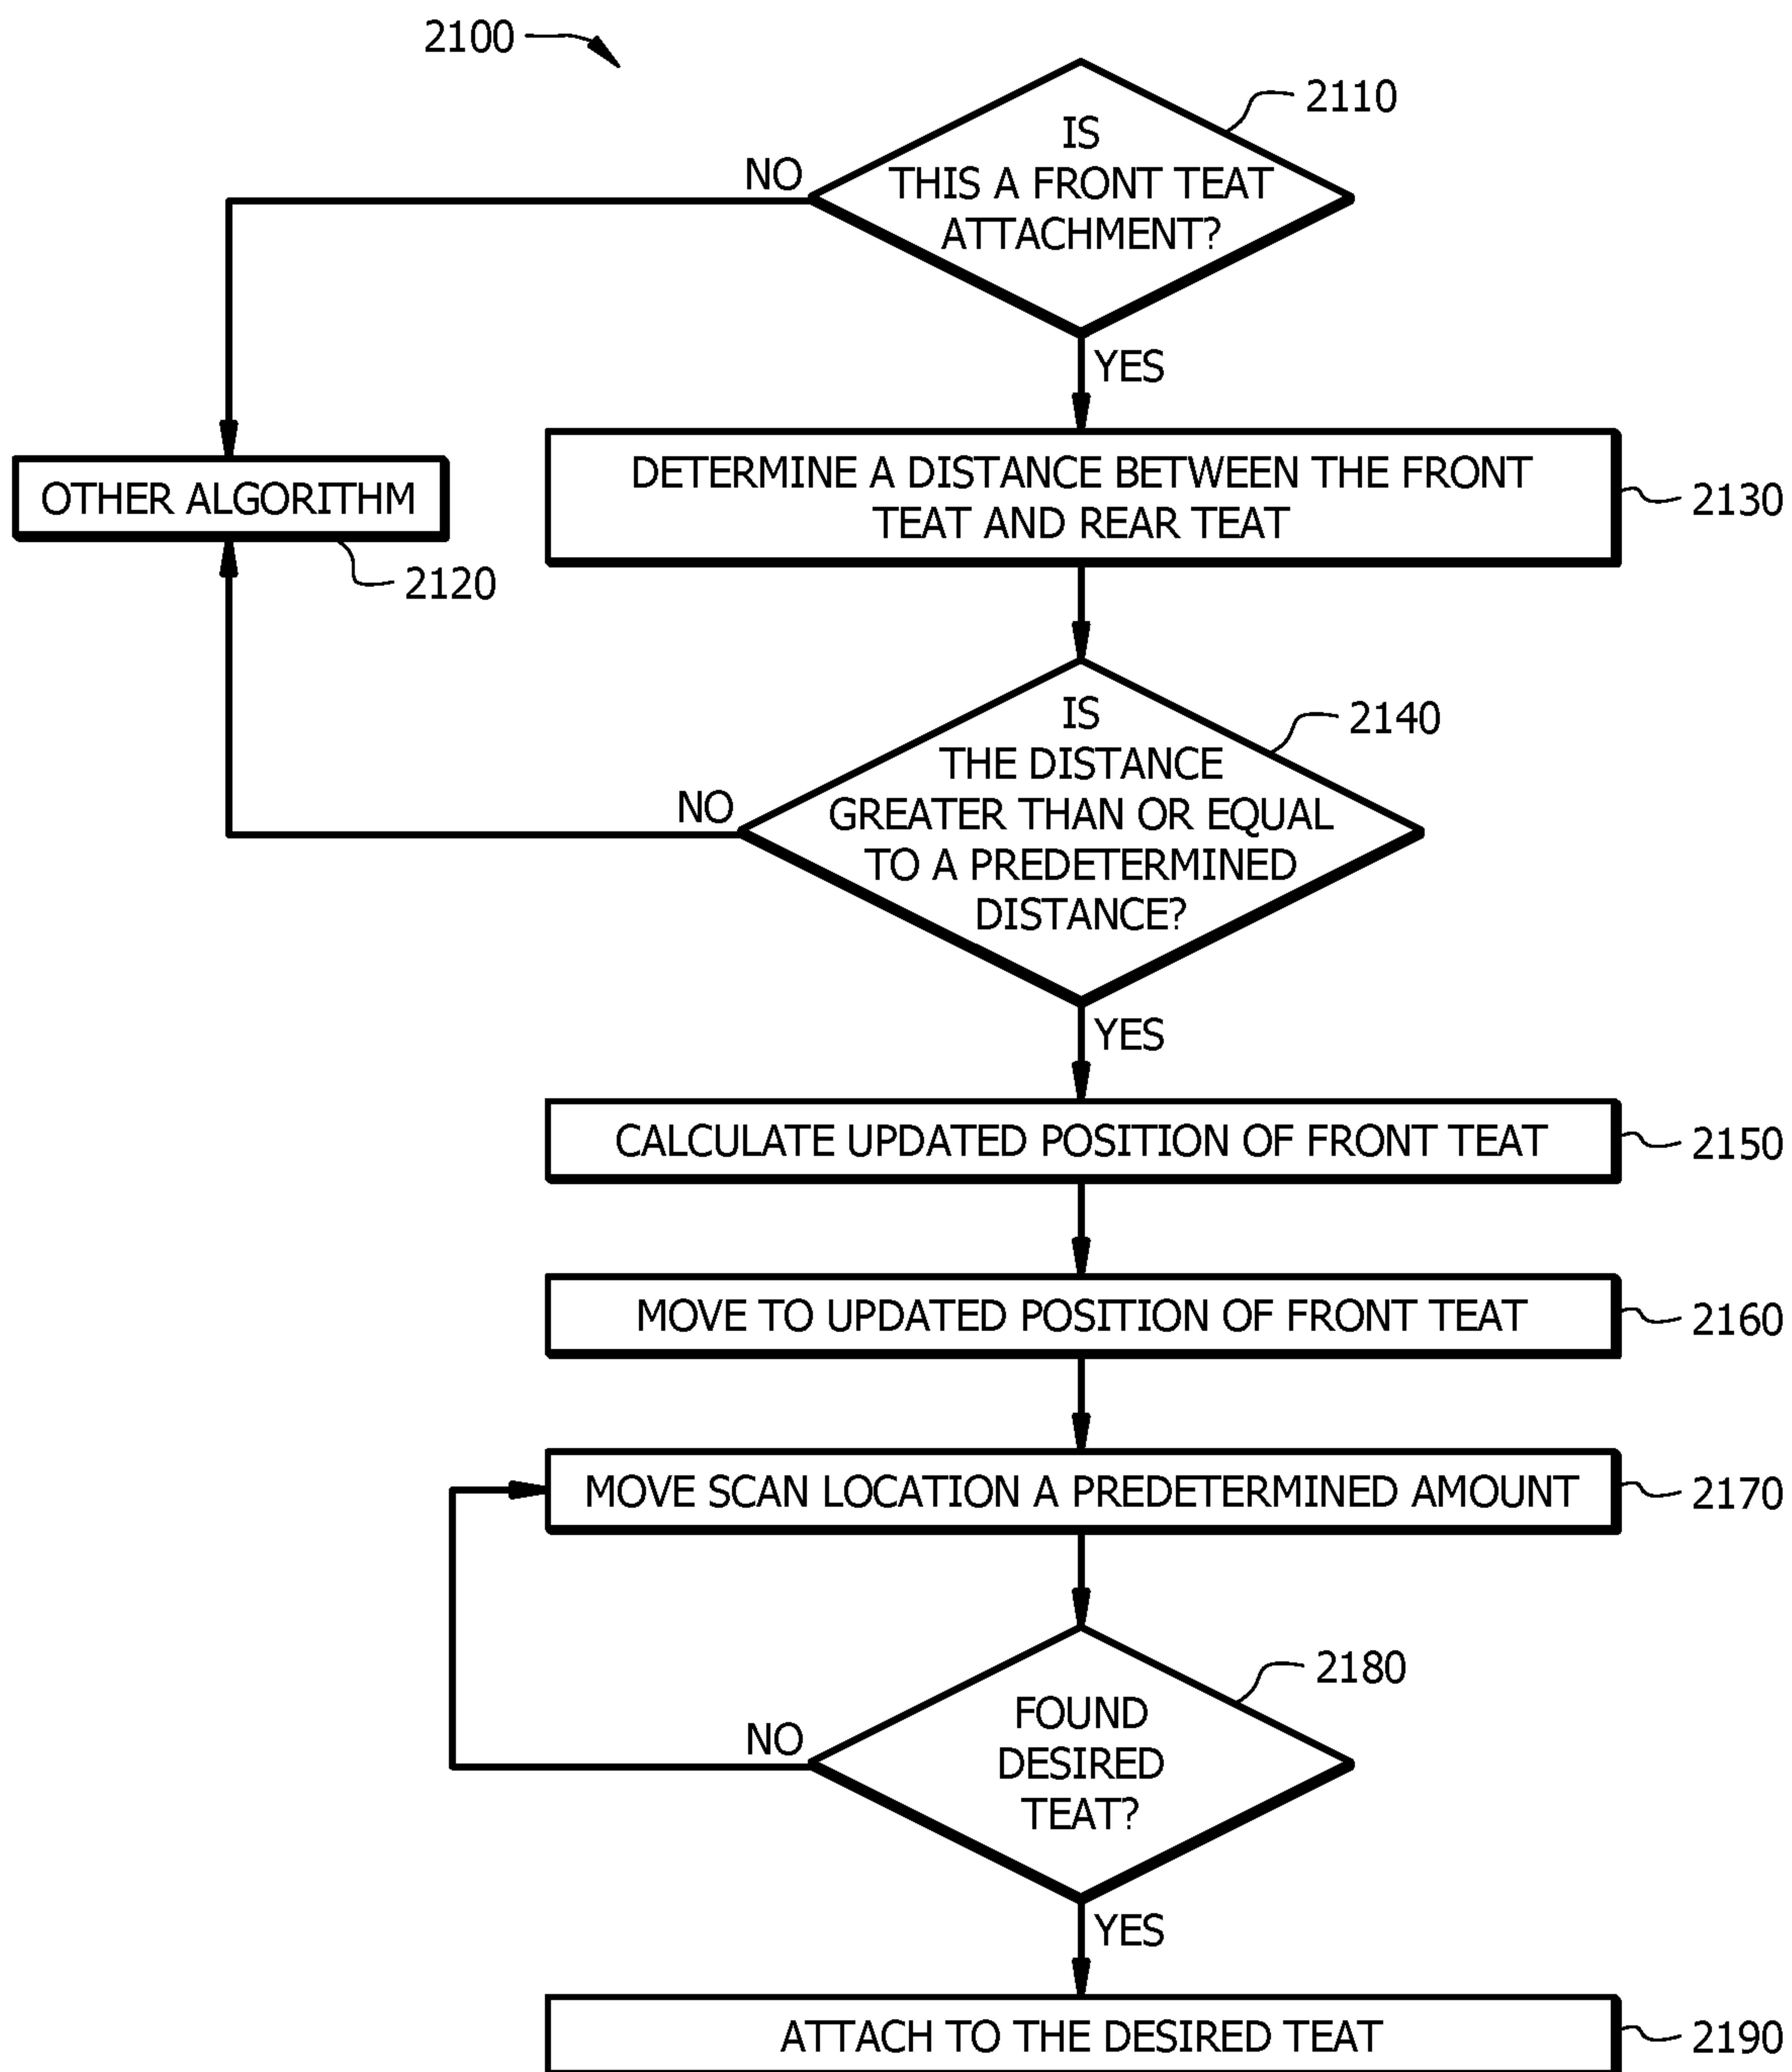 2100
2110
IS
THIS A FRONT TEAT
ATTACHMENT?
NO
YES
OTHER ALGORITHM
2120
DETERMINE A DISTANCE BETWEEN THE FRONT
TEAT AND REAR TEAT
2130
IS
THE DISTANCE
GREATER THAN OR EQUAL
TO A PREDETERMINED
DISTANCE?
2140
NO
YES
CALCULATE UPDATED POSITION OF FRONT TEAT
2150
MOVE TO UPDATED POSITION OF FRONT TEAT
2160
MOVE SCAN LOCATION A PREDETERMINED AMOUNT
2170
2180
FOUND
DESIRED
TEAT?
NO
YES
ATTACH TO THE DESIRED TEAT
2190